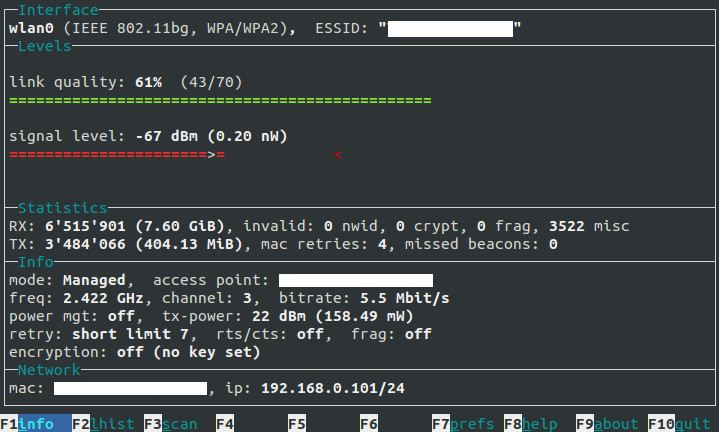 Interface
wlan0 (IEEE 802.11bg, WPA/WPA2), ESSID: " "
Levels
link quality: 61% (43/70)
===============================================
signal level: -67 dBm (0.20 nW)
======================>= <
Statistics
RX: 6'515'901 (7.60 GiB), invalid: 0 nwid, 0 crypt, 0 frag, 3522 misc
TX: 3'484'066 (404.13 MiB), mac retries: 4, missed beacons: 0
Info
mode: Managed, access point:
freq: 2.422 GHz, channel: 3, bitrate: 5.5 Mbit/s
power mgt: off, tx-power: 22 dBm (158.49 mW)
retry: short limit 7, rts/cts: off, frag: off
encryption: off (no key set)
Network
mac: , ip: 192.168.0.101/24
F1info F2lhist F3scan F4 F5 F6 F7prefs F8help F9about F10quit